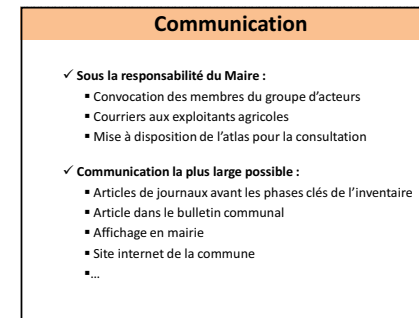 Communication
✓ Sous la responsabilité du Maire :
▪ Convocation des membres du groupe d’acteurs
▪ Courriers aux exploitants agricoles
▪ Mise à disposition de l’atlas pour la consultation
✓ Communication la plus large possible :
▪ Articles de journaux avant les phases clés de l’inventaire
▪ Article dans le bulletin communal
▪ Affichage en mairie
▪ Site internet de la commune
▪…